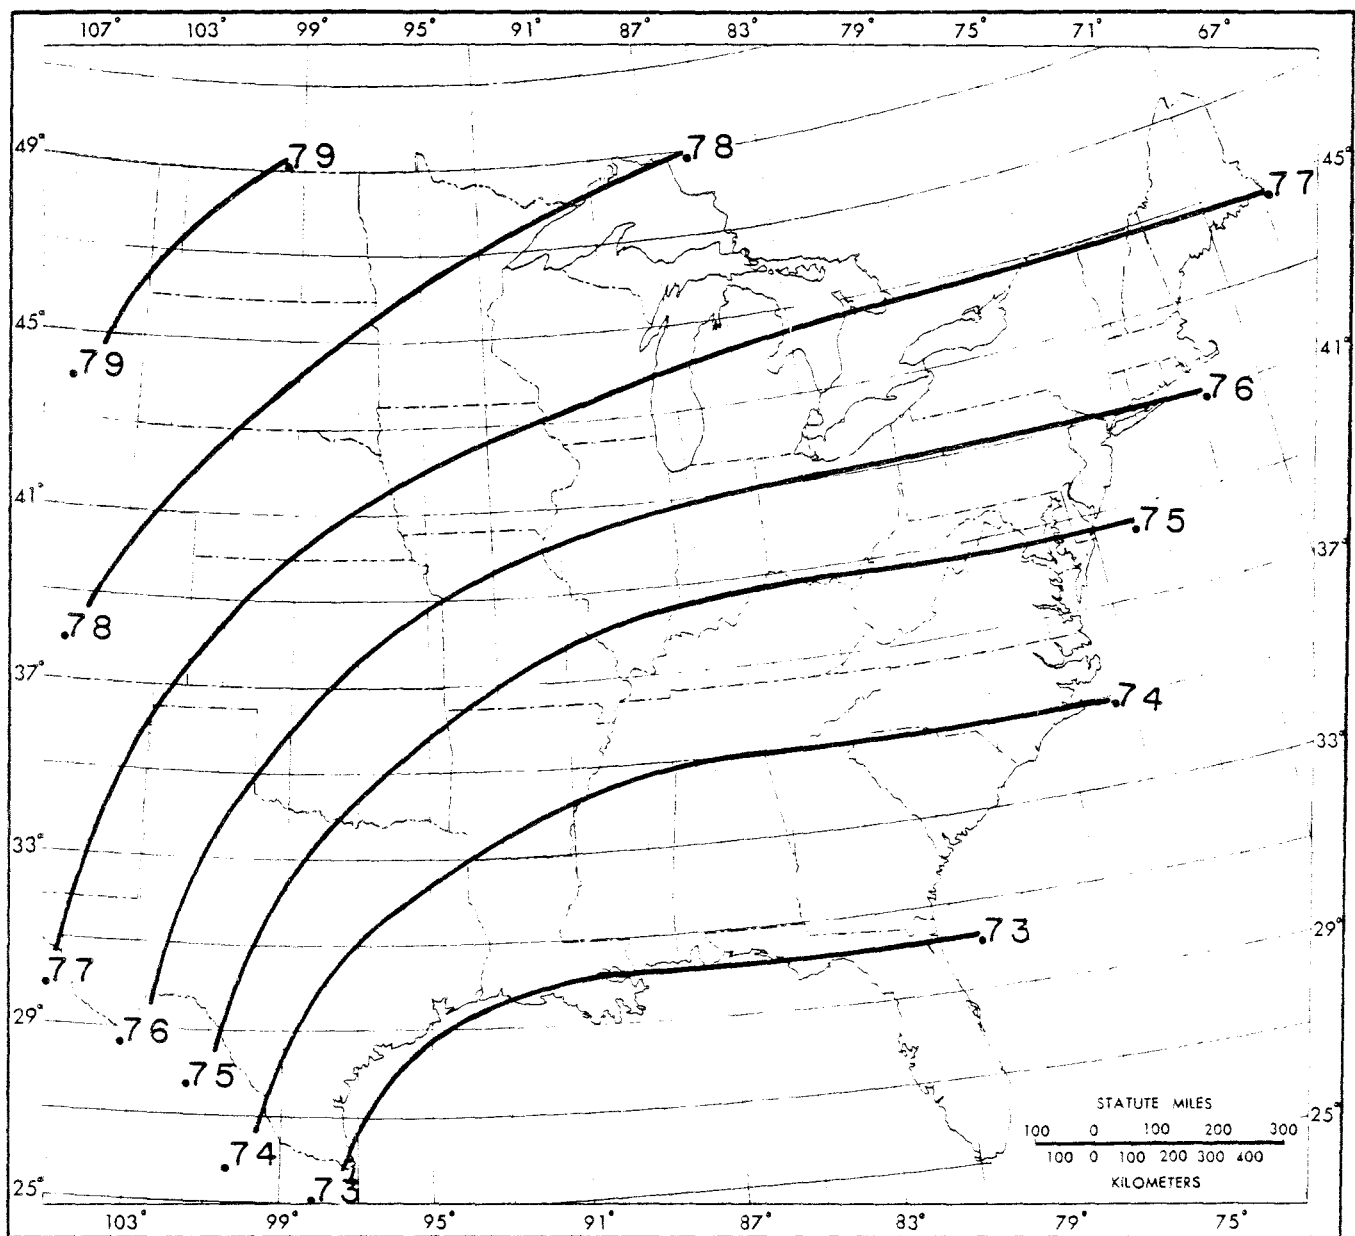 107° 103° 99° 95° 91° 87° 83° 79° 75° 71° 67°
49° .79 .78 45°
.77
45° .79 41°
.76
41° .75 37°
.78
37° .74 33°
33° .73 29°
.77
29° .76
.75
STATUTE MILES 25°
100 0 100 200 300
.74 100 0 100 200 300 400
25° .73 KILOMETERS
103° 99° 95° 91° 87° 83° 79° 75°